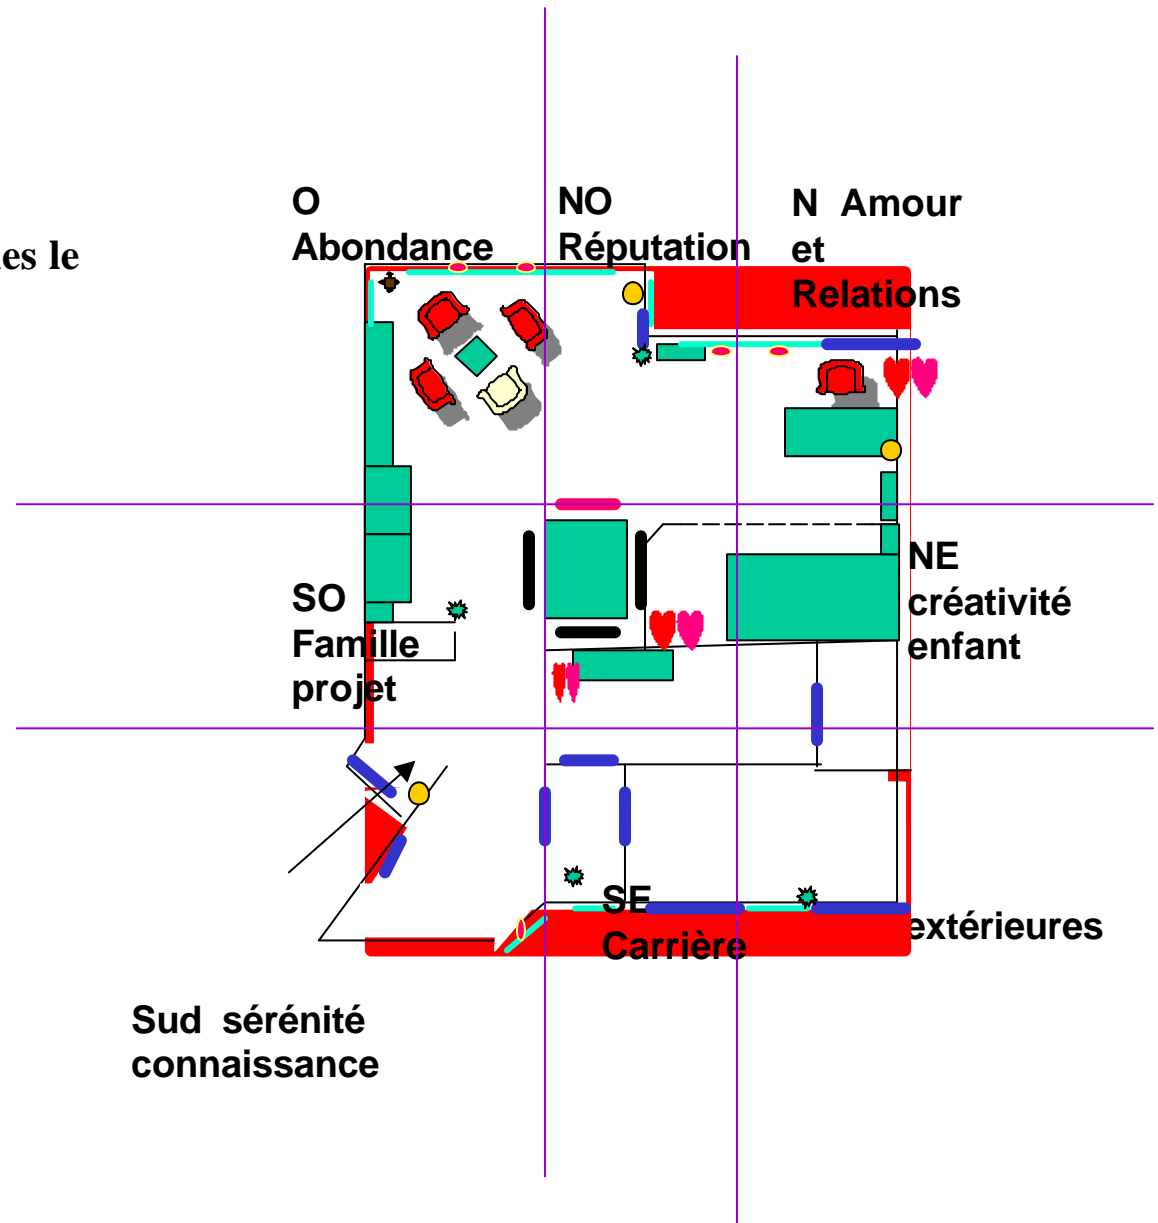 O
Abondance
NO
Réputation
N Amour
et
Relations
es le
SO
Famille
projet
NE
créativité
enfant
SE
Carrière
extérieures
Sud sérénité
connaissance